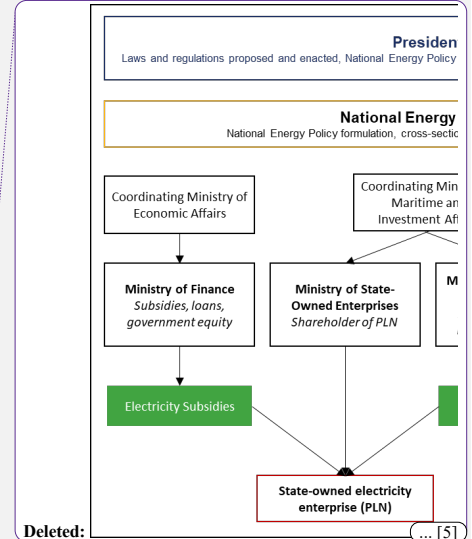 Presiden
Laws and regulations proposed and enacted, National Energy Policy
National Energy
National Energy Policy formulation, cross-sectic
Coordinating Ministry of
Economic Affairs
Coordinating Min
Maritime an
Investment Aff
Ministry of Finance
Subsidies, loans,
government equity
Ministry of State-
Owned Enterprises
Shareholder of PLN
M
Electricity Subsidies
State-owned electricity
enterprise (PLN)
Deleted:
... [5]